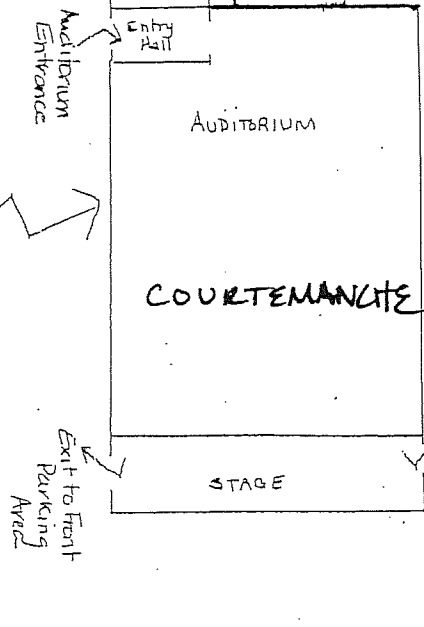 Auditorium
Entrance
Entry
Hall
AUDITORIUM
COURTEMANCHE
STAGE
Exit to Front
Parking
Area